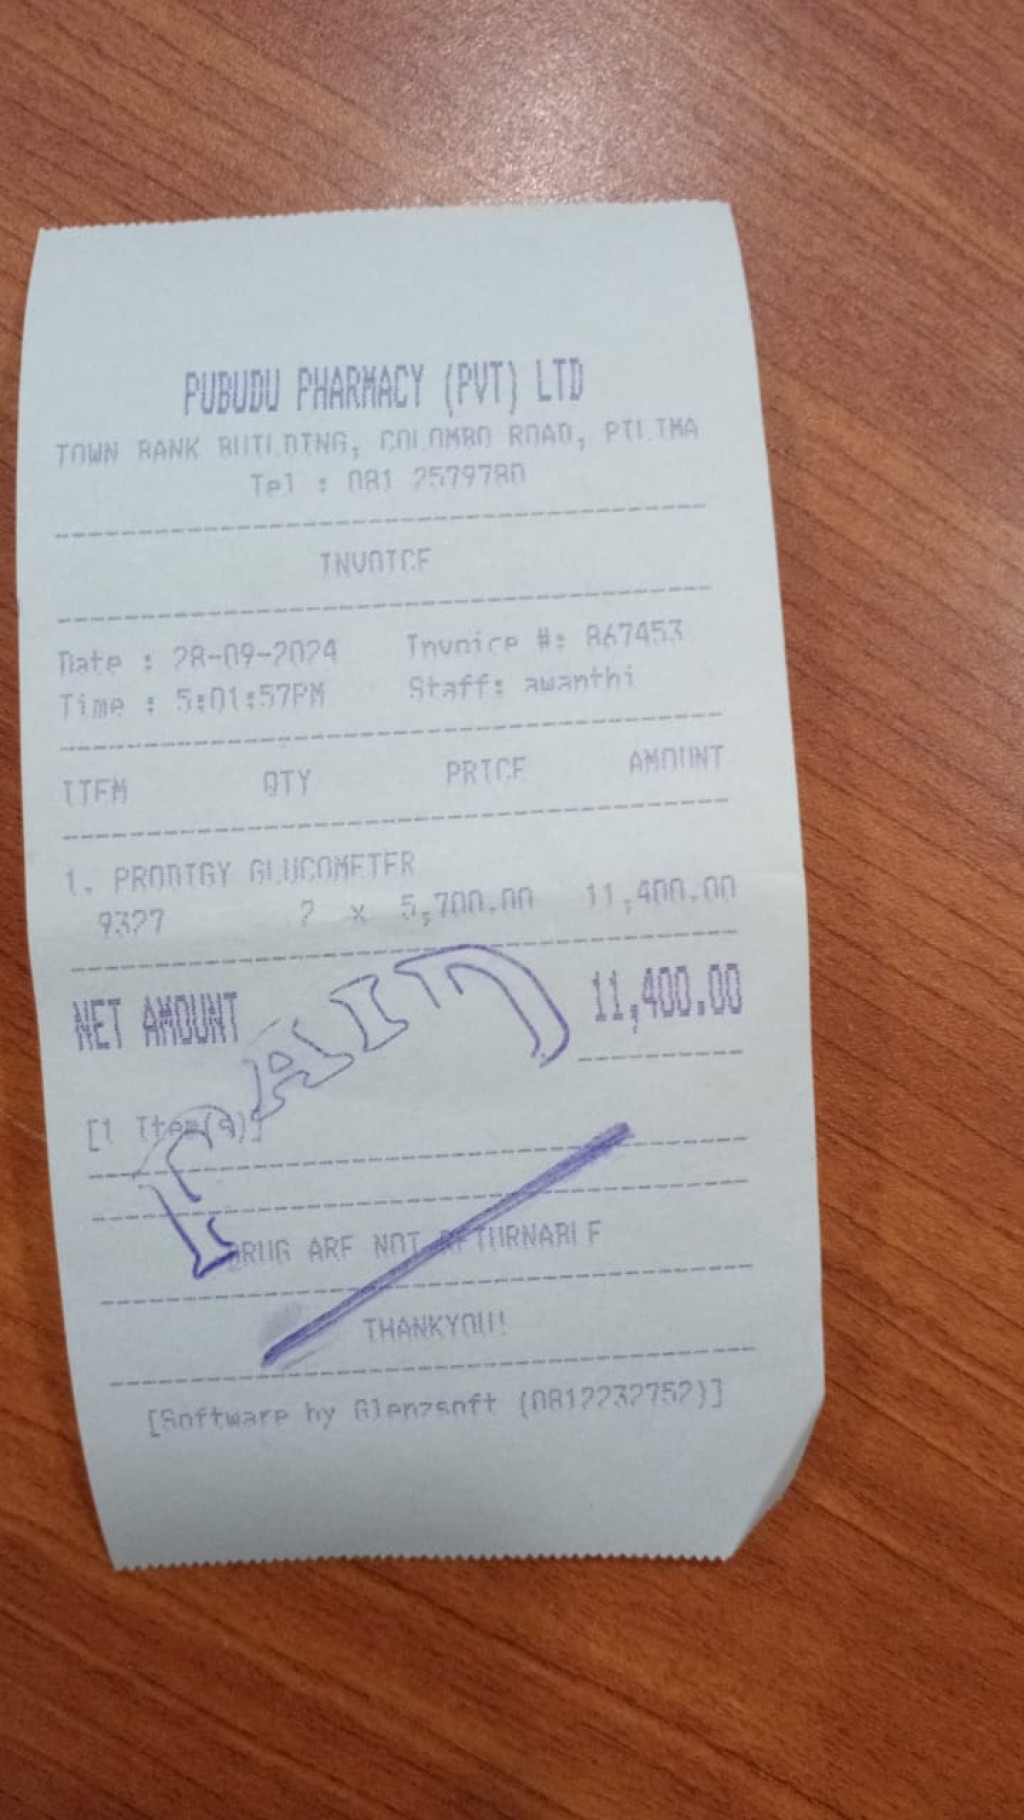 PUBUDU PHARMACY (PVT) LTD
TOWN BANK BUILDING, COLOMBO ROAD, PILIMA
Tel : 081 2579780
INVOICE
Date : 28-09-2024 Invoice #: 867453
Time : 5:01:57PM Staff: awanthi
ITEM QTY PRICE AMOUNT
1. PRODIGY GLUCOMETER
9327 2 x 5,700.00 11,400.00
NET AMOUNT 11,400.00
PAID
[1 Item(s)]
DRUG ARE NOT RETURNABLE
THANKYOU!
[Software by Glenzsoft (0812232752)]